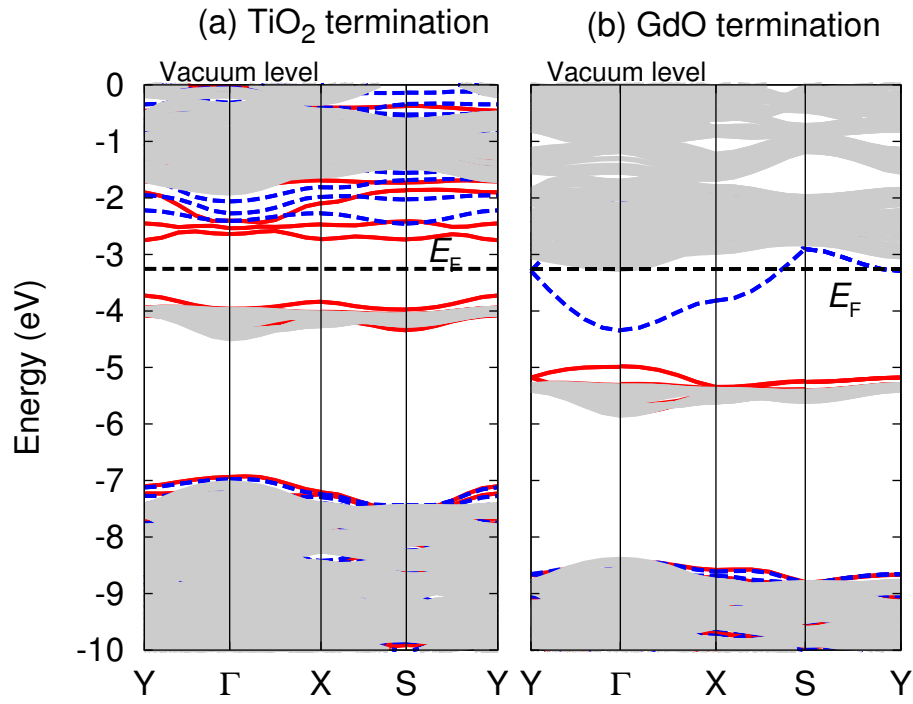 (a) TiO2 termination
(b) GdO termination
Vacuum level
Vacuum level
Energy (eV)
0
-1
-2
-3
-4
-5
-6
-7
-8
-9
-10
EF
EF
Y Γ X S Y
Y Γ X S Y